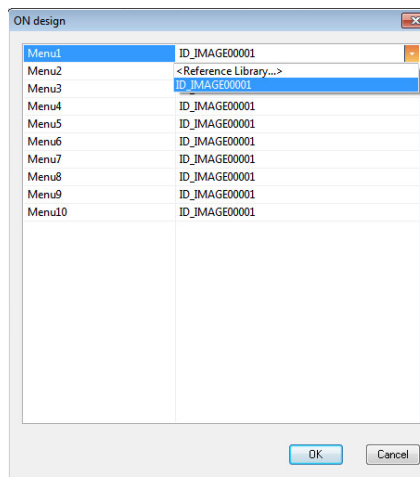 ON design
Menu1 ID_IMAGE00001
Menu2 <Reference Library...>
Menu3 ID_IMAGE00001
Menu4 ID_IMAGE00001
Menu5 ID_IMAGE00001
Menu6 ID_IMAGE00001
Menu7 ID_IMAGE00001
Menu8 ID_IMAGE00001
Menu9 ID_IMAGE00001
Menu10 ID_IMAGE00001
OK Cancel